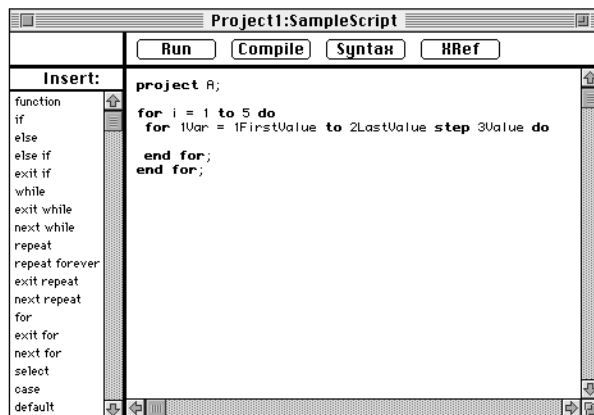 Project1:SampleScript
Run Compile Syntax XRef
Insert:
function
if
else
else if
exit if
while
exit while
next while
repeat
repeat forever
exit repeat
next repeat
for
exit for
next for
select
case
default
project A;
for i = 1 to 5 do
for 1Var = 1FirstValue to 2LastValue step 3Value do
end for;
end for;